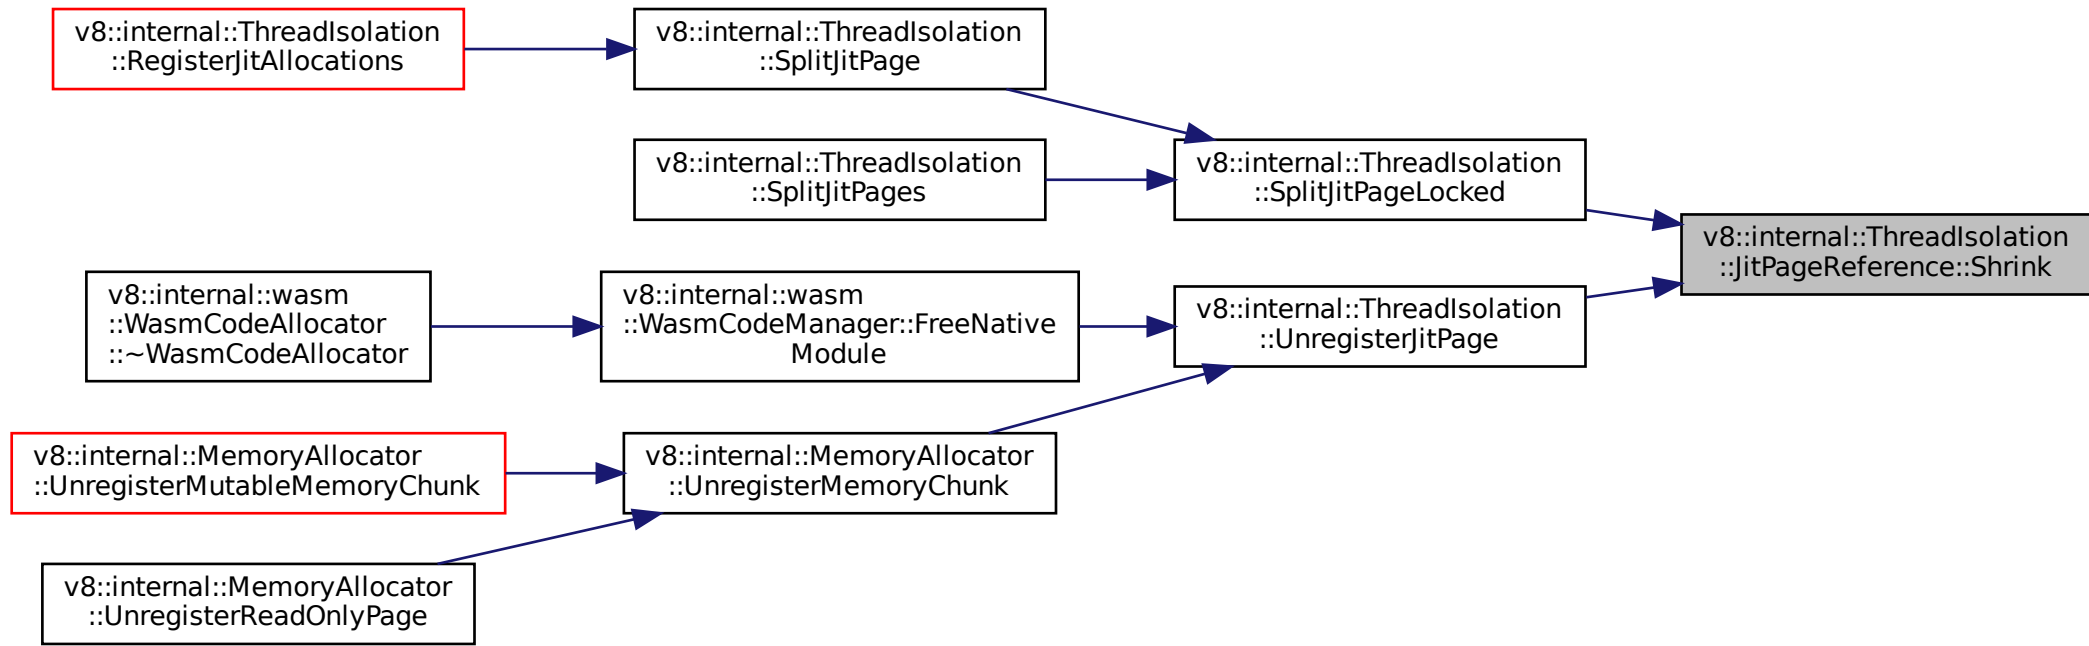 v8::internal::ThreadIsolation
::RegisterJitAllocations
v8::internal::ThreadIsolation
::SplitJitPage
v8::internal::ThreadIsolation
::SplitJitPages
v8::internal::ThreadIsolation
::SplitJitPageLocked
v8::internal::ThreadIsolation
::JitPageReference::Shrink
v8::internal::wasm
::WasmCodeAllocator
::~WasmCodeAllocator
v8::internal::wasm
::WasmCodeManager::FreeNative
Module
v8::internal::ThreadIsolation
::UnregisterJitPage
v8::internal::MemoryAllocator
::UnregisterMutableMemoryChunk
v8::internal::MemoryAllocator
::UnregisterMemoryChunk
v8::internal::MemoryAllocator
::UnregisterReadOnlyPage